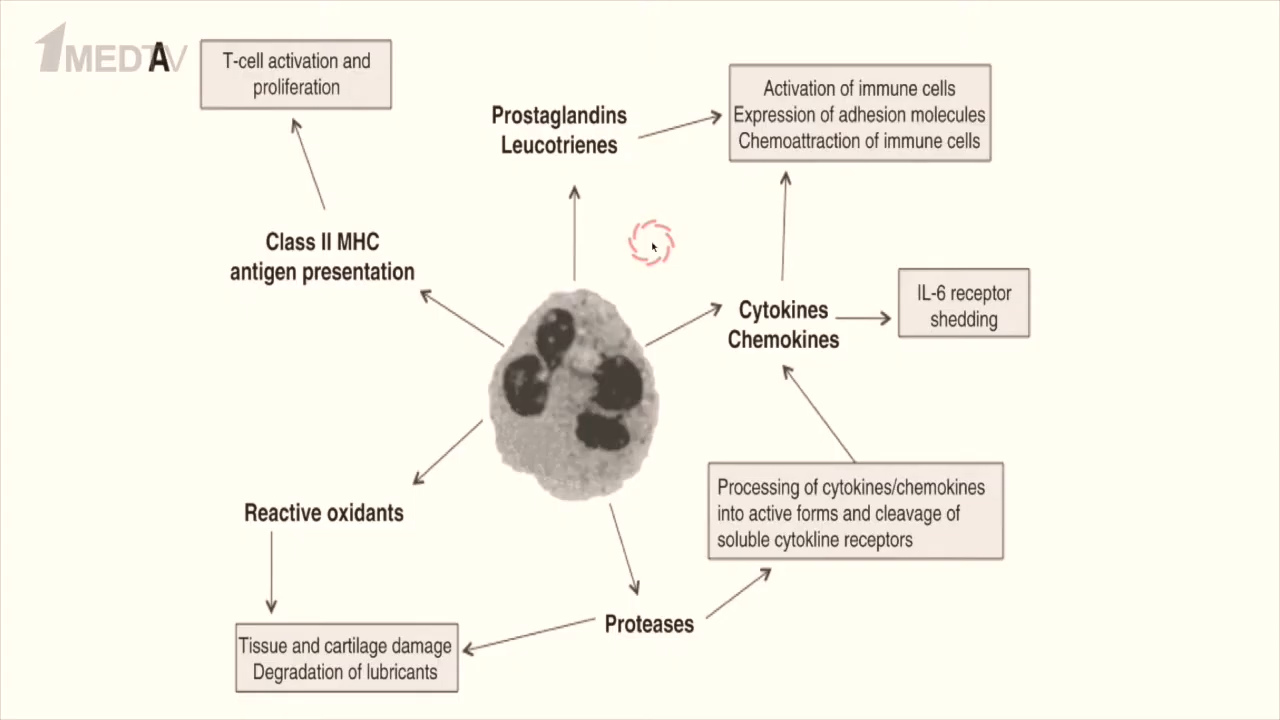 1MEDTV
A
T-cell activation and
proliferation
Prostaglandins
Leucotrienes
Activation of immune cells
Expression of adhesion molecules
Chemoattraction of immune cells
Class II MHC
antigen presentation
Cytokines
Chemokines
IL-6 receptor
shedding
Reactive oxidants
Processing of cytokines/chemokines
into active forms and cleavage of
soluble cytokline receptors
Proteases
Tissue and cartilage damage
Degradation of lubricants